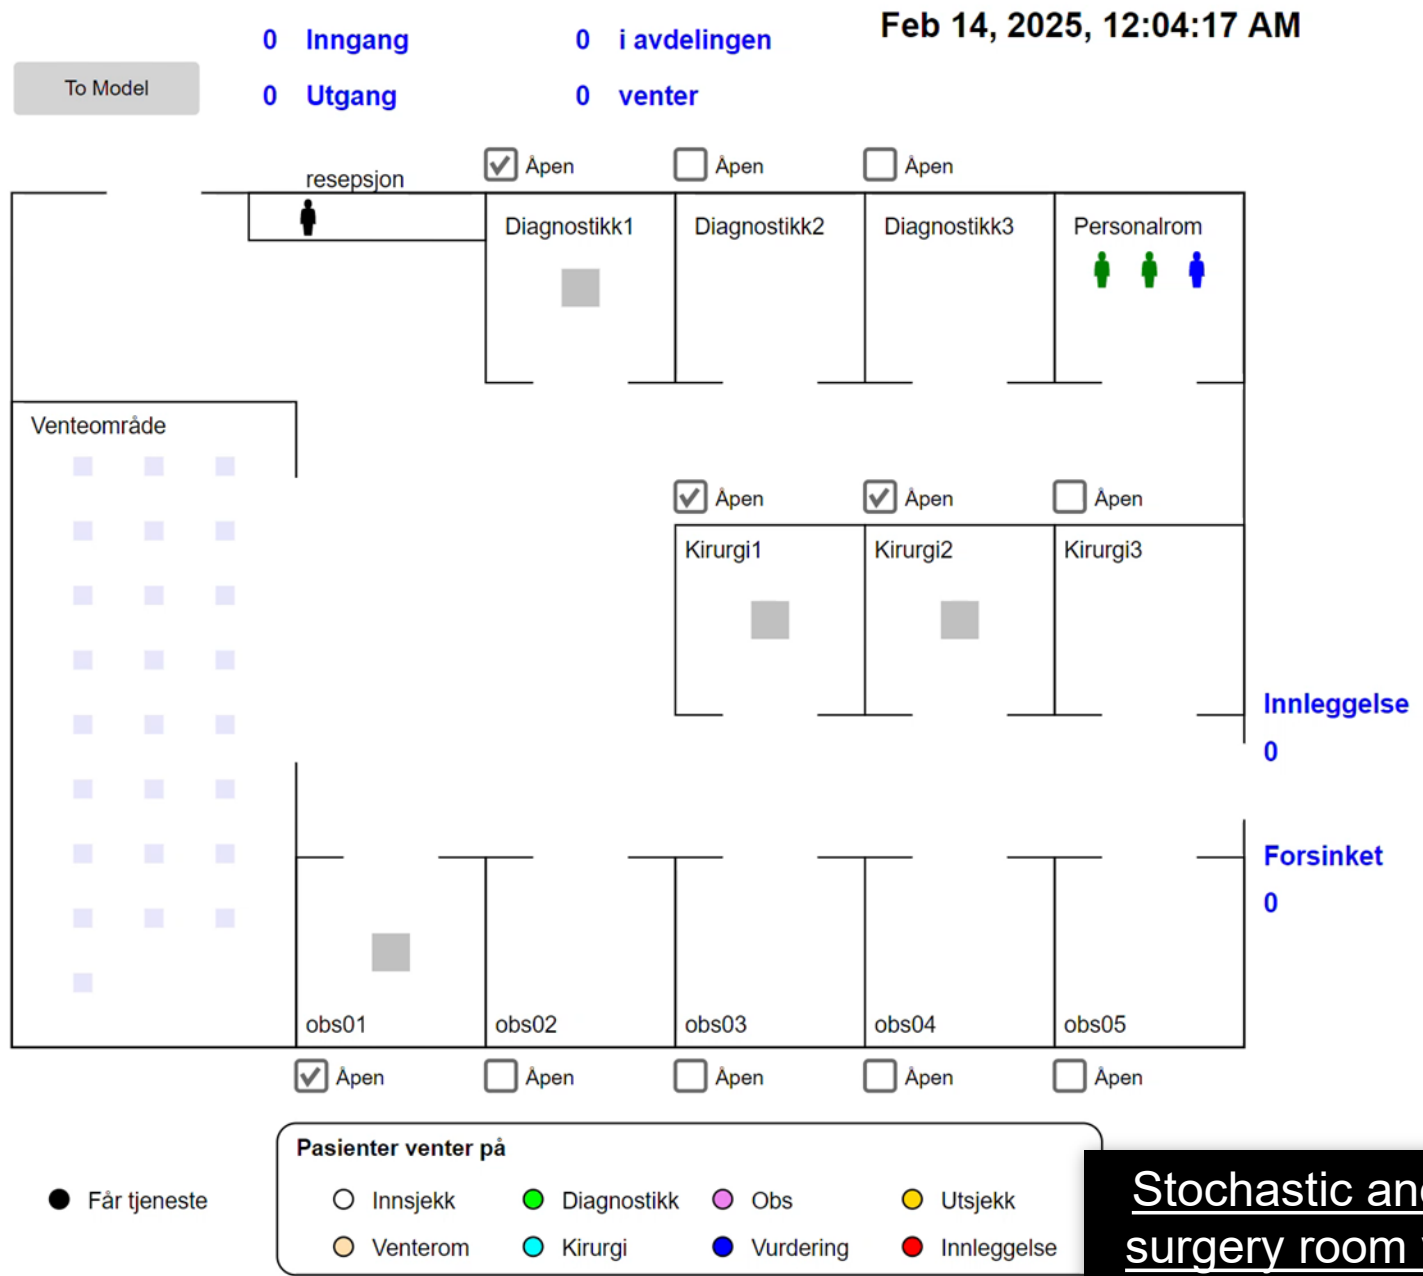 Feb 14, 2025, 12:04:17 AM
0 Inngang
0 i avdelingen
To Model
0 Utgang
0 venter
Åpen
Åpen
Åpen
resepsjon
Diagnostikk1
Diagnostikk2
Diagnostikk3
Personalrom
Venteområde
Åpen
Åpen
Åpen
Kirurgi1
Kirurgi2
Kirurgi3
Innleggelse
0
Forsinket
0
obs01
obs02
obs03
obs04
obs05
Åpen
Åpen
Åpen
Åpen
Åpen
Pasienter venter på
Får tjeneste
Innsjekk
Diagnostikk
Obs
Utsjekk
Venterom
Kirurgi
Vurdering
Innleggelse
Stochastic
surgery room